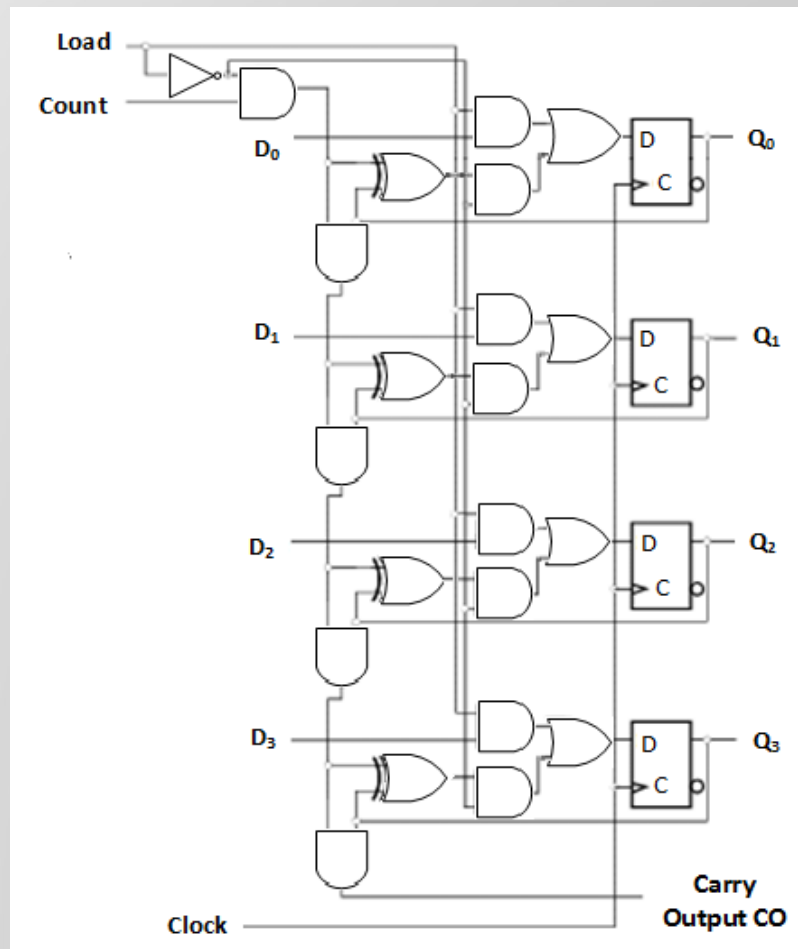 Load
Count
D₀
D
C
Q₀
D₁
D
C
Q₁
D₂
D
C
Q₂
D₃
D
C
Q₃
Carry
Output CO
Clock